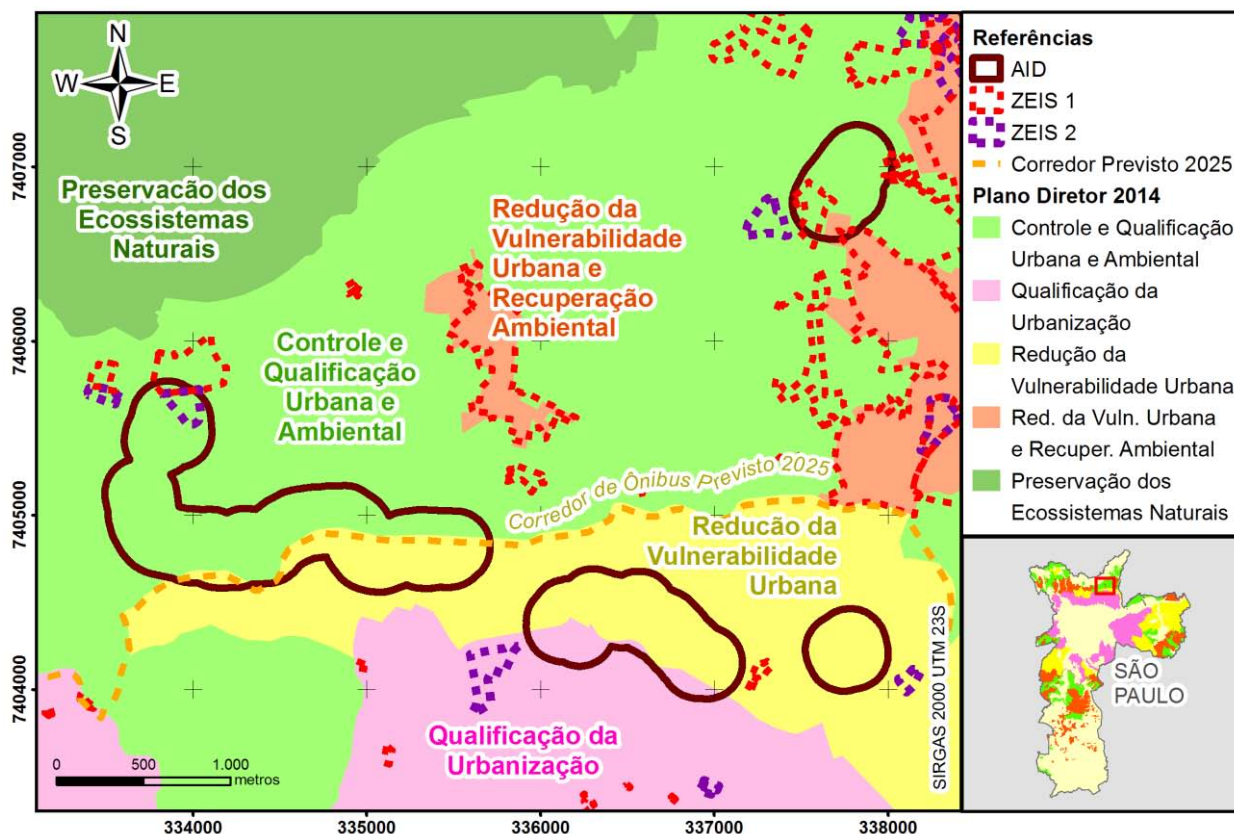 N
W
E
S
Preservacão dos
Ecossistemas
Naturais
Redução da
Vulnerabilidade
Urbana e
Recuperação
Ambiental
Controle e
Qualificação
Urbana e
Ambiental
Corredor de Ônibus Previsto 2025
Reducão da
Vulnerabilidade
Urbana
Qualificação da
Urbanização
0 500 1.000
metros
SIRGAS 2000 UTM 23S
7407000
7406000
7405000
7404000
334000 335000 336000 337000 338000
Referências
AID
ZEIS 1
ZEIS 2
Corredor Previsto 2025
Plano Diretor 2014
Controle e Qualificação
Urbana e Ambiental
Qualificação da
Urbanização
Redução da
Vulnerabilidade Urbana
Red. da Vuln. Urbana
e Recuper. Ambiental
Preservação dos
Ecossistemas Naturais
SÃO
PAULO